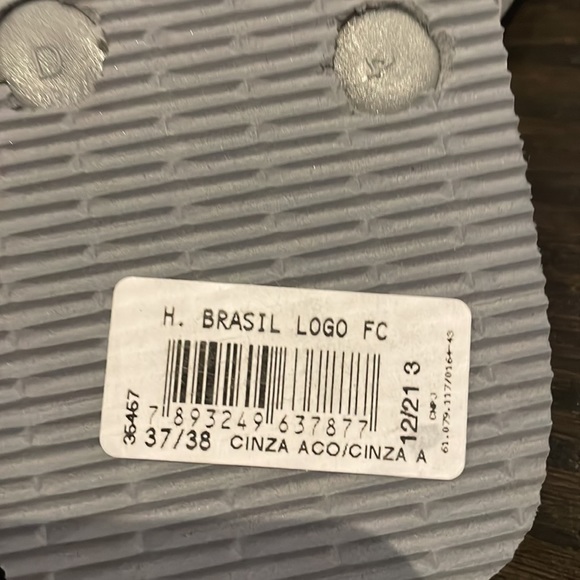 H. BRASIL LOGO FC
35467
7 893249 637877
12/21 3
CNPJ
61.079.117/0164-43
37/38 CINZA ACO/CINZA A